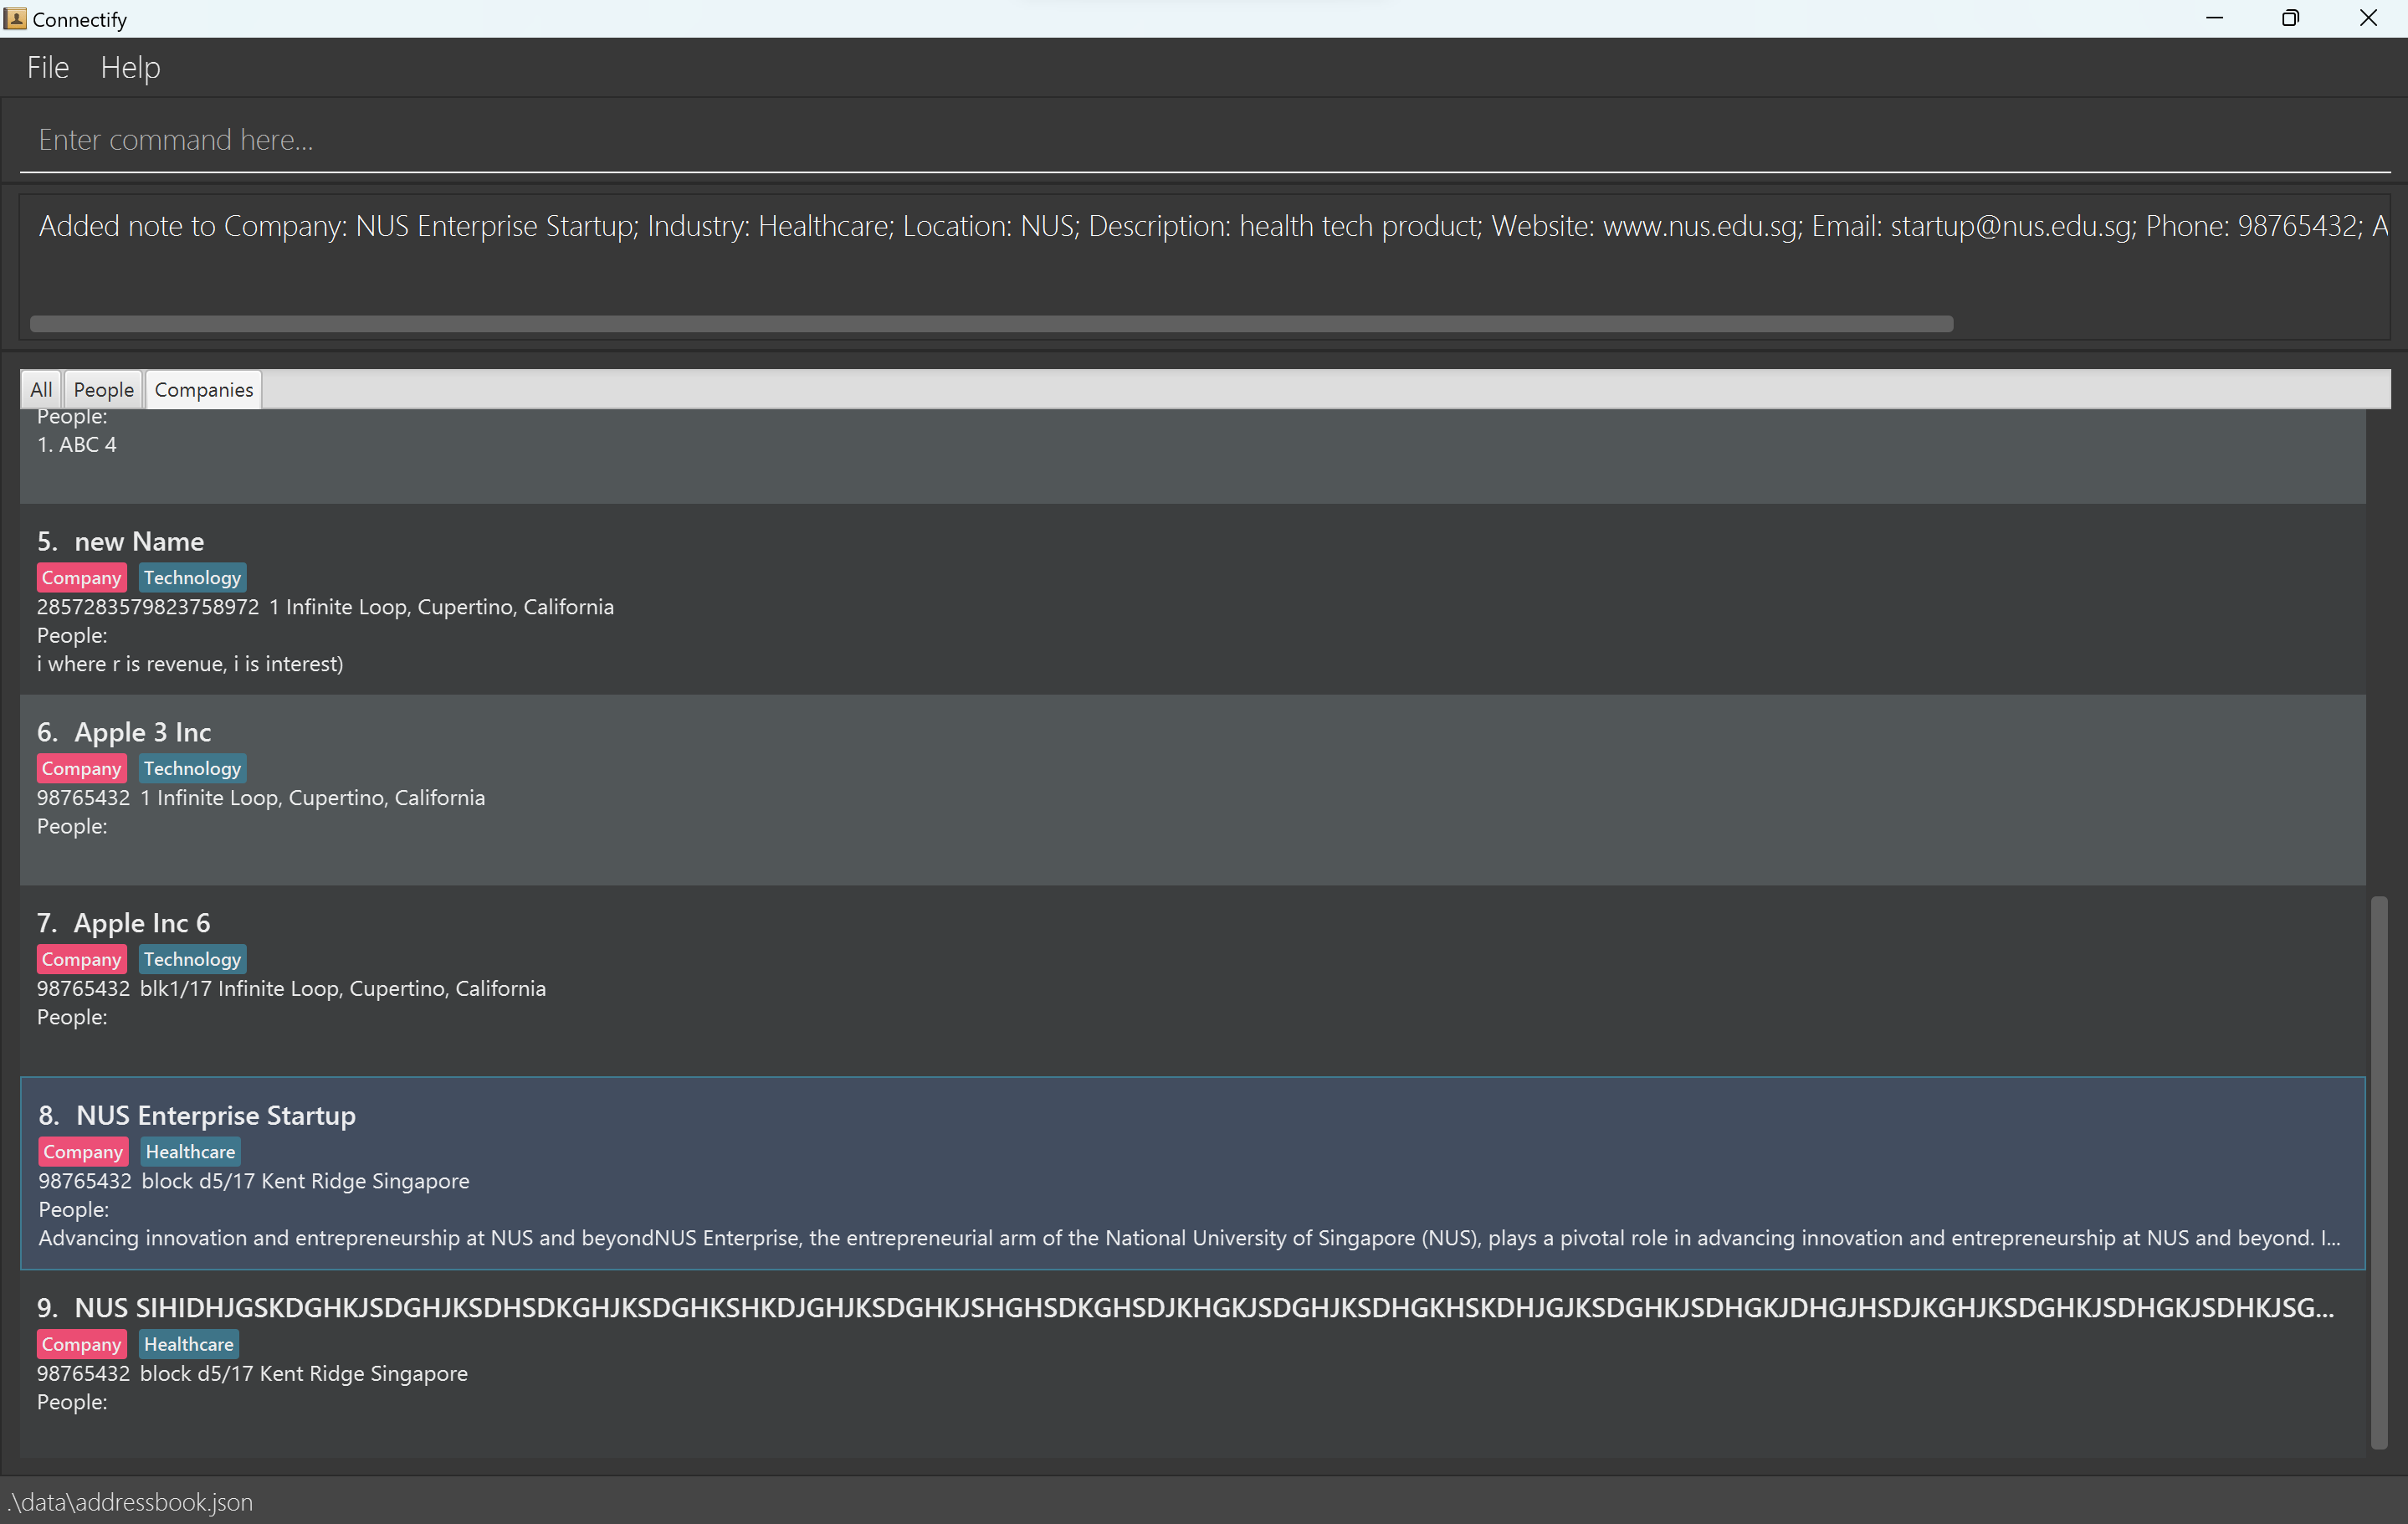 Connectify
File Help
Enter command here...
Added note to Company: NUS Enterprise Startup; Industry: Healthcare; Location: NUS; Description: health tech product; Website: www.nus.edu.sg; Email: startup@nus.edu.sg; Phone: 98765432; A
All People Companies
People:
1. ABC 4
5. new Name
Company Technology
2857283579823758972 1 Infinite Loop, Cupertino, California
People:
i where r is revenue, i is interest)
6. Apple 3 Inc
Company Technology
98765432 1 Infinite Loop, Cupertino, California
People:
7. Apple Inc 6
Company Technology
98765432 blk1/17 Infinite Loop, Cupertino, California
People:
8. NUS Enterprise Startup
Company Healthcare
98765432 block d5/17 Kent Ridge Singapore
People:
Advancing innovation and entrepreneurship at NUS and beyondNUS Enterprise, the entrepreneurial arm of the National University of Singapore (NUS), plays a pivotal role in advancing innovation and entrepreneurship at NUS and beyond. I...
9. NUS SIHIDHJGSKDGHKJSDGHJKSDHSDKGHJKSDGHKSHKDJGHJKSDGHKJSHGHSDKGHSDJKHGKJSDGHJKSDHGKHSKDHJGJKSDGHKJSDHGKJDHGJHSDJKGHJKSDGHKJSDHGKJSDHKJSG...
Company Healthcare
98765432 block d5/17 Kent Ridge Singapore
People:
.\data\addressbook.json